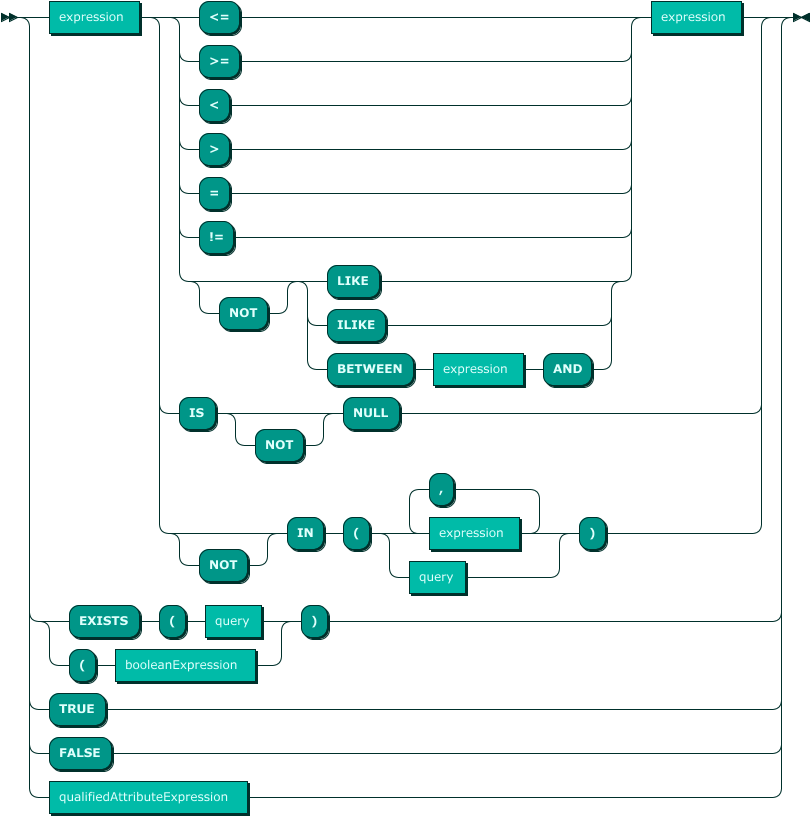 expression <= expression
>=
<
>
=
!=
LIKE
NOT
ILIKE
BETWEEN expression AND
IS NULL
NOT
,
IN ( expression )
NOT
query
EXISTS ( query )
( booleanExpression
TRUE
FALSE
qualifiedAttributeExpression